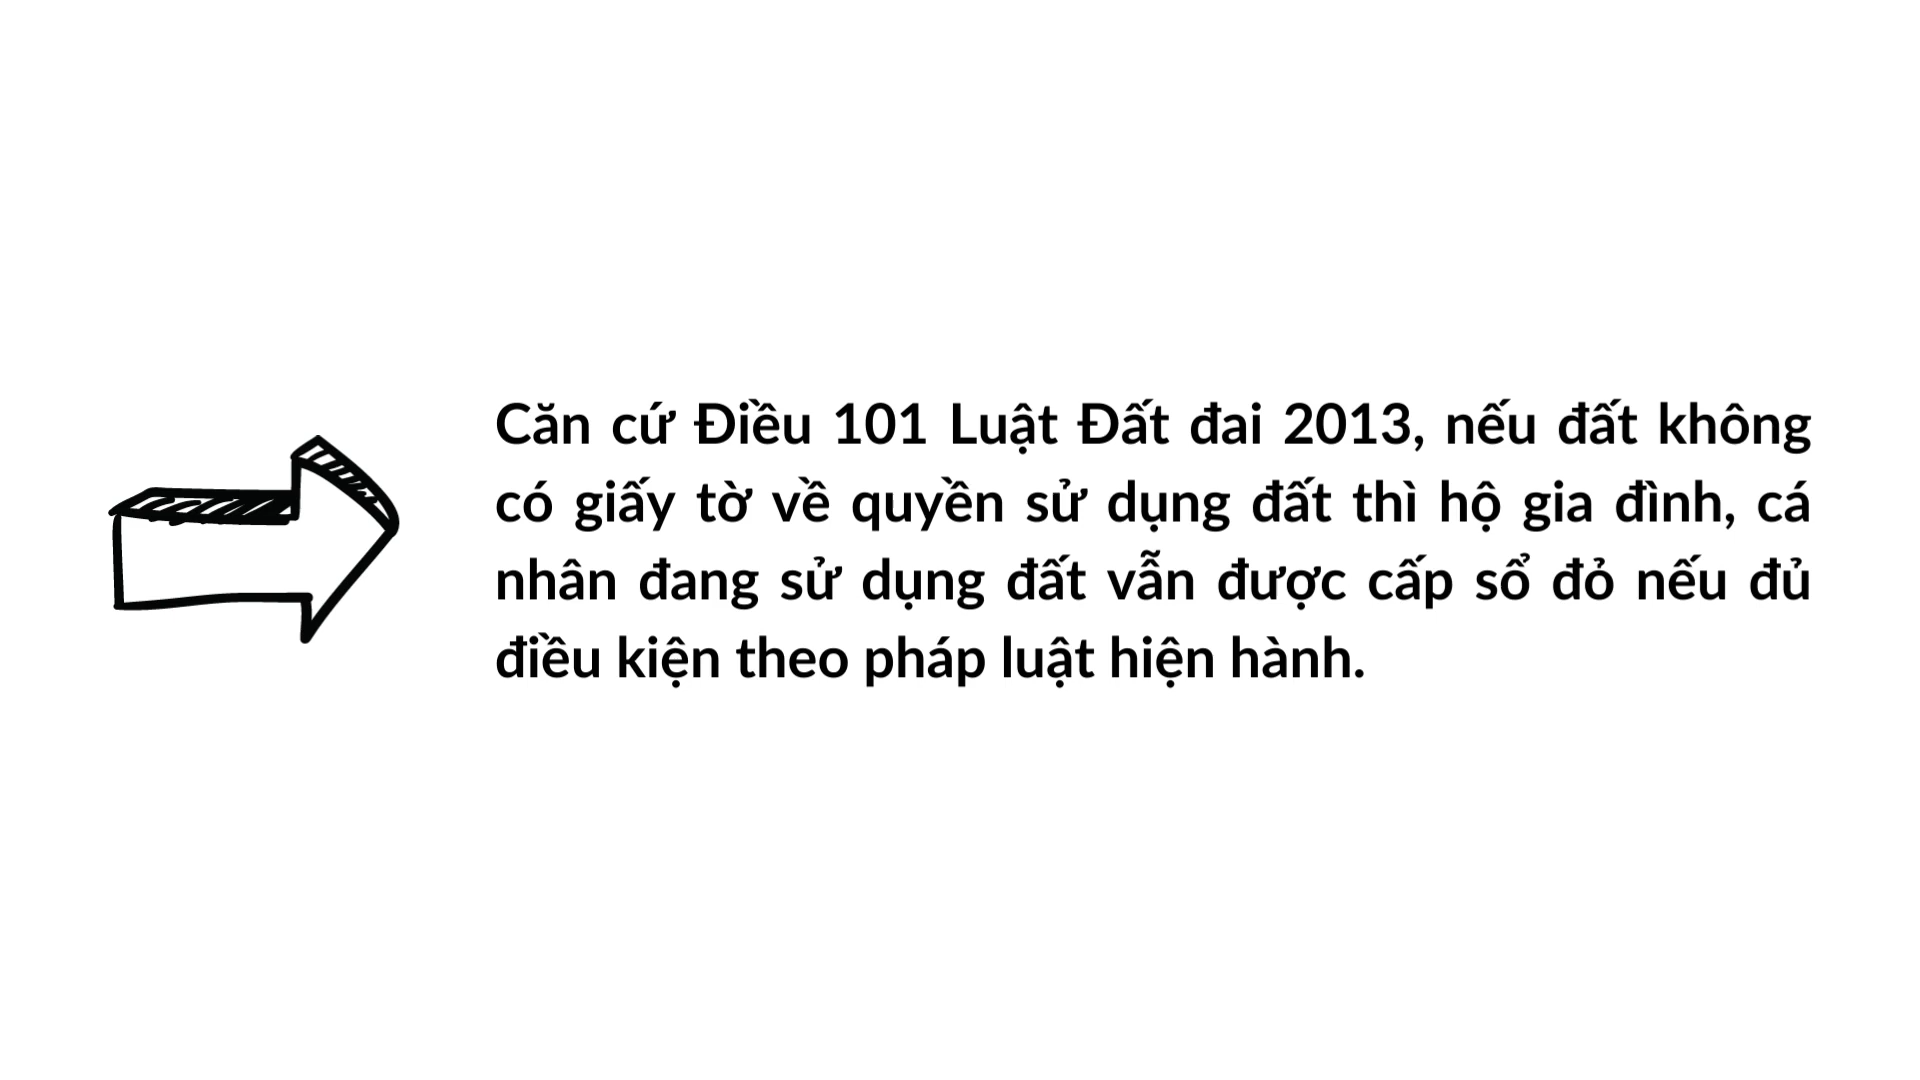 Căn cứ Điều 101 Luật Đất đai 2013, nếu đất không
có giấy tờ về quyền sử dụng đất thì hộ gia đình, cá
nhân đang sử dụng đất vẫn được cấp sổ đỏ nếu đủ
điều kiện theo pháp luật hiện hành.